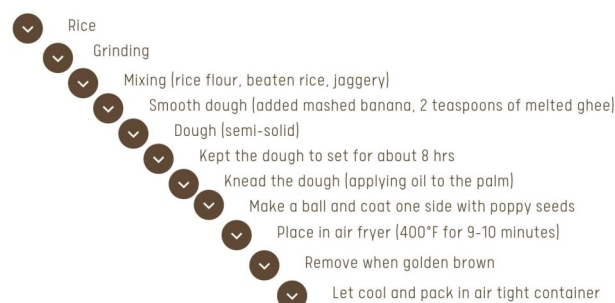 Rice
Grinding
Mixing (rice flour, beaten rice, jaggery)
Smooth dough (added mashed banana, 2 teaspoons of melted ghee)
Dough (semi-solid)
Kept the dough to set for about 8 hrs
Knead the dough (applying oil to the palm)
Make a ball and coat one side with poppy seeds
Place in air fryer (400°F for 9-10 minutes)
Remove when golden brown
Let cool and pack in air tight container